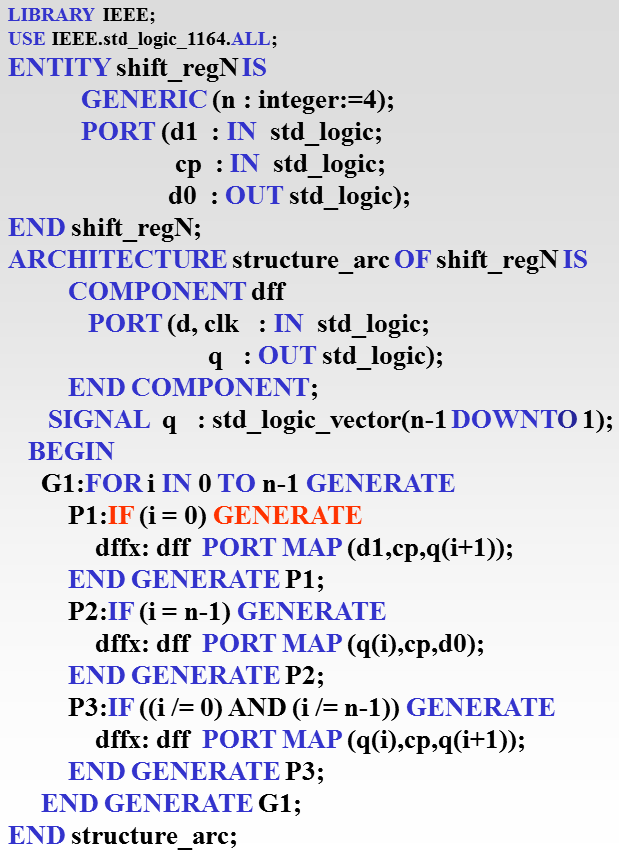 LIBRARY IEEE;
USE IEEE.std_logic_1164.ALL;
ENTITY shift_regN IS
GENERIC (n : integer:=4);
PORT (d1 : IN std_logic;
cp : IN std_logic;
d0 : OUT std_logic);
END shift_regN;
ARCHITECTURE structure_arc OF shift_regN IS
COMPONENT dff
PORT (d, clk : IN std_logic;
q : OUT std_logic);
END COMPONENT;
SIGNAL q : std_logic_vector(n-1 DOWNTO 1);
BEGIN
G1:FOR i IN 0 TO n-1 GENERATE
P1:IF (i = 0) GENERATE
dffx: dff PORT MAP (d1,cp,q(i+1));
END GENERATE P1;
P2:IF (i = n-1) GENERATE
dffx: dff PORT MAP (q(i),cp,d0);
END GENERATE P2;
P3:IF ((i /= 0) AND (i /= n-1)) GENERATE
dffx: dff PORT MAP (q(i),cp,q(i+1));
END GENERATE P3;
END GENERATE G1;
END structure_arc;